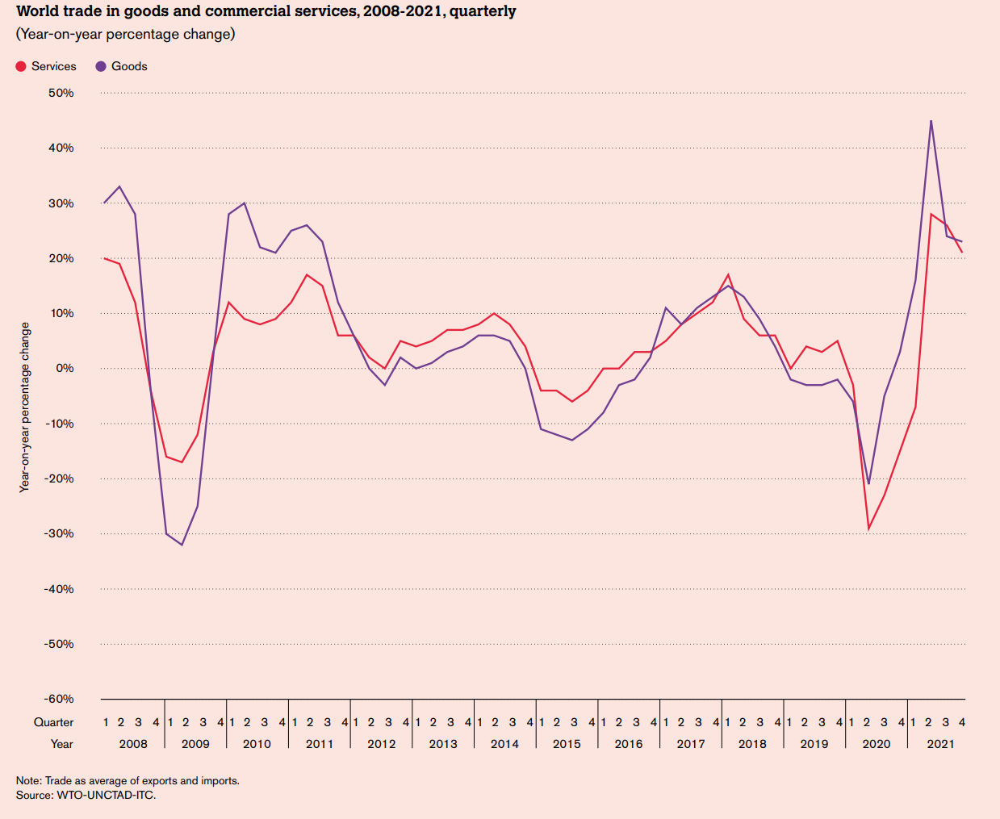 World trade in goods and commercial services, 2008-2021, quarterly
(Year-on-year percentage change)
Services Goods
50%
40%
30%
20%
10%
0%
-10%
-20%
-30%
-40%
-50%
-60%
Year-on-year percentage change
Quarter 1 2 3 4 1 2 3 4 1 2 3 4 1 2 3 4 1 2 3 4 1 2 3 4 1 2 3 4 1 2 3 4 1 2 3 4 1 2 3 4 1 2 3 4 1 2 3 4 1 2 3 4 1 2 3 4
Year 2008 2009 2010 2011 2012 2013 2014 2015 2016 2017 2018 2019 2020 2021
Note: Trade as average of exports and imports.
Source: WTO-UNCTAD-ITC.